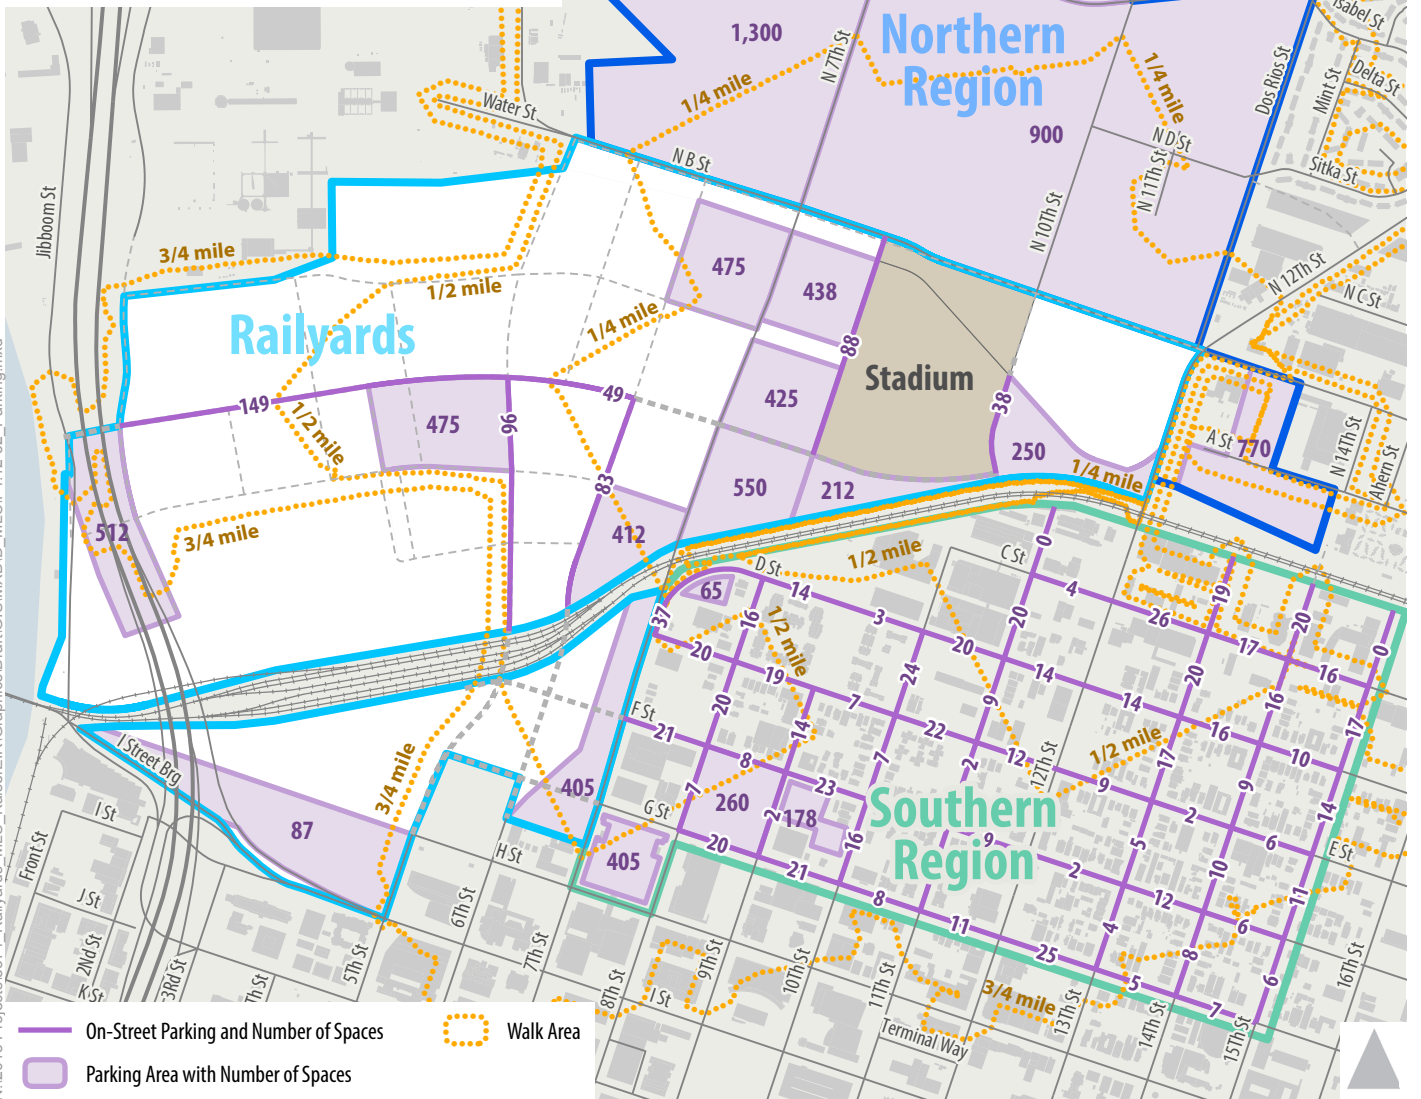 1,300
Northern
Region
N 7Th St
1/4 mile
1/4 mile
Isabel St
Delta St
Mint St
Dos Rios St
Water St
900
N D St
N B St
N 11Th St
Sitka St
Jibboom St
N 10Th St
3/4 mile
475
438
1/2 mile
N 12Th St
N C St
1/4 mile
Railyards
88
Stadium
49
425
38
149
475
96
1/2 mile
A St
770
N 14Th St
250
1/4 mile
Ahern St
83
550
212
512
3/4 mile
412
0
C St
1/2 mile
D St
65
14
4
19
37
16
1/2 mile
3
20
26
20
20
20
14
17
0
19
24
20
16
7
9
14
16
F St
20
21
14
22
16
17
8
7
2
12
12Th St
1/2 mile
17
10
I Street Brg
3/4 mile
405
7
23
9
9
14
G St
260
2
178
Southern
Region
2
I St
87
20
16
9
5
6
E St
Front St
H St
405
21
2
10
J St
8
12
11
6Th St
11
4
6
2Nd St
5Th St
7Th St
9Th St
25
8
K St
3Rd St
Th St
8Th St
10Th St
11Th St
5
6
16Th St
I St
3/4 mile
13Th St
7
14Th St
15Th St
Terminal Way
On-Street Parking and Number of Spaces
Walk Area
Parking Area with Number of Spaces